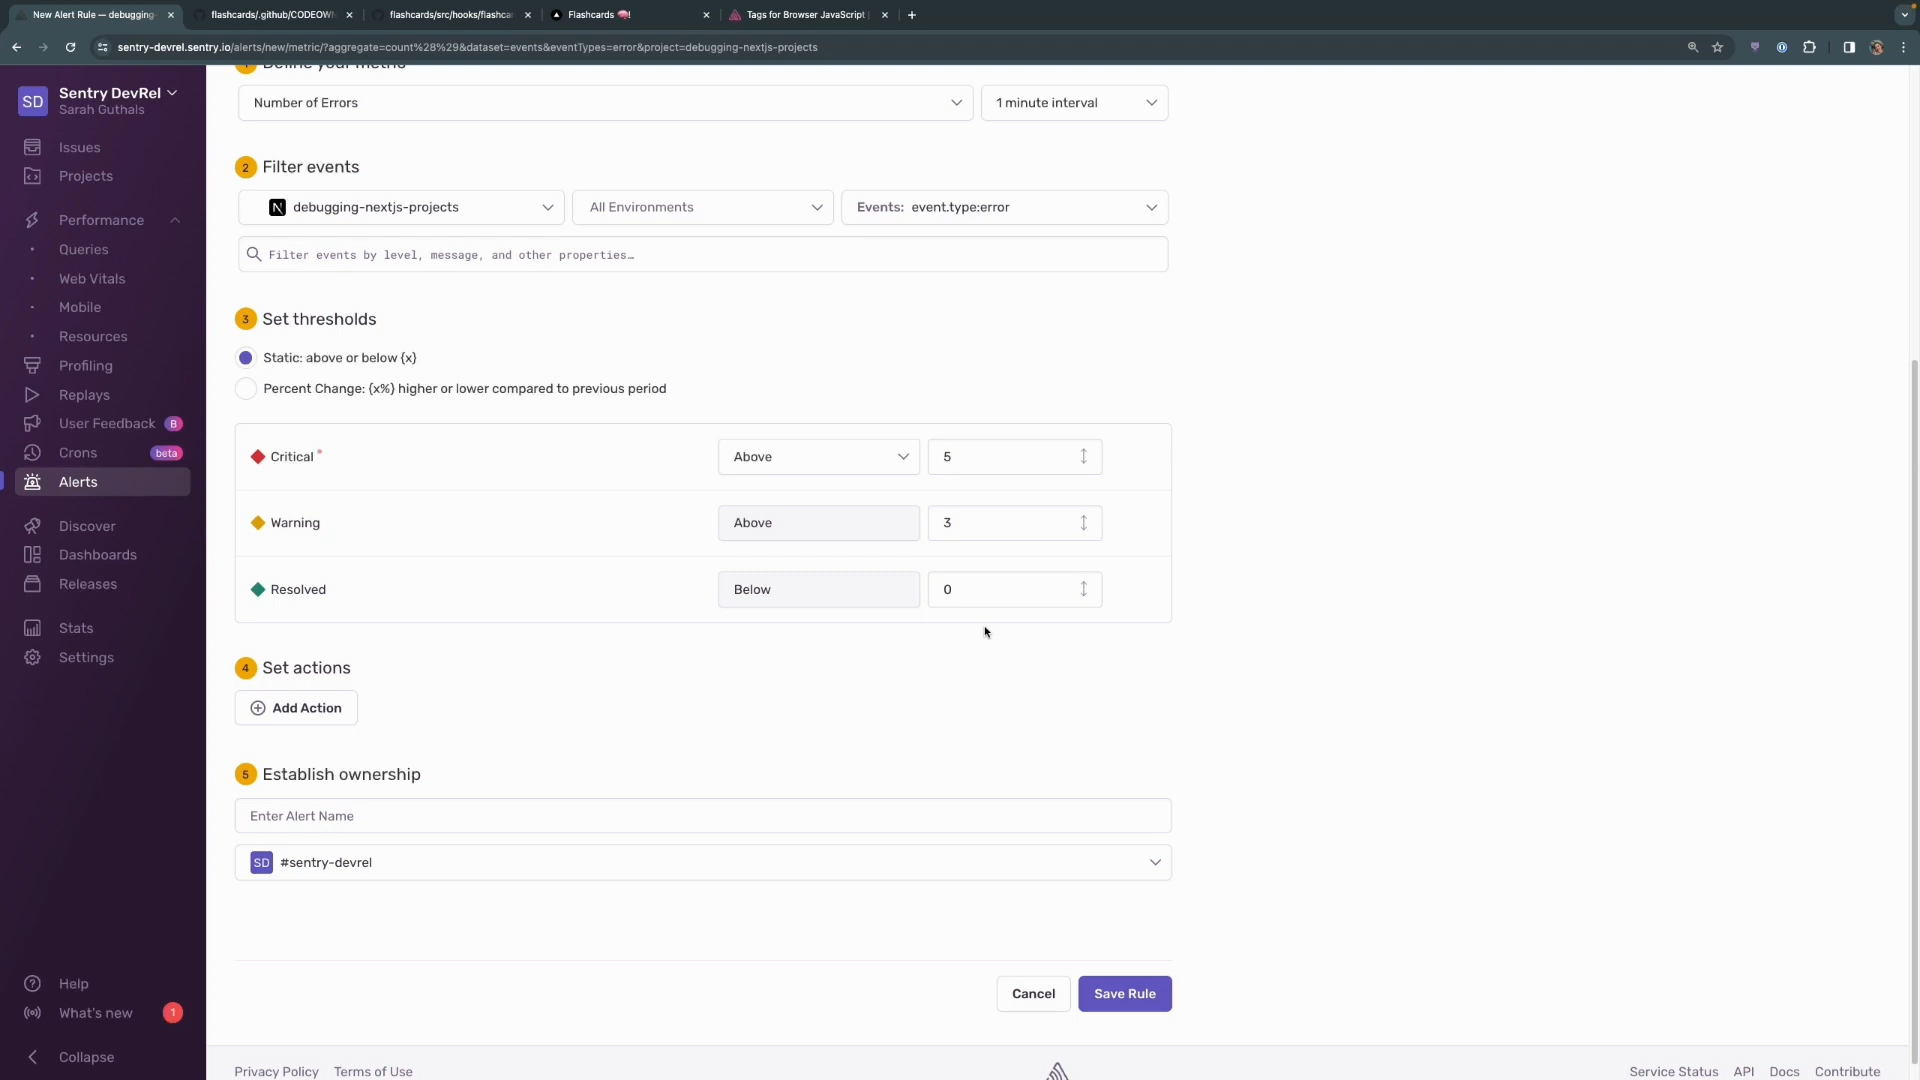 New Alert Rule — debugging-
flashcards/.github/CODEOW
flashcards/src/hooks/flashcar
Flashcards 🧠!
Tags for Browser JavaScript
sentry-devrel.sentry.io/alerts/new/metric/?aggregate=count%28%29&dataset=events&eventTypes=error&project=debugging-nextjs-projects
SD
Sentry DevRel
Sarah Guthals
Issues
Projects
Performance
Queries
Web Vitals
Mobile
Resources
Profiling
Replays
User Feedback B
Crons beta
Alerts
Discover
Dashboards
Releases
Stats
Settings
Help
What's new 1
Collapse
Define your metric
Number of Errors
1 minute interval
2 Filter events
N debugging-nextjs-projects
All Environments
Events: event.type:error
Filter events by level, message, and other properties…
3 Set thresholds
Static: above or below {x}
Percent Change: {x%} higher or lower compared to previous period
Critical *
Above
5
Warning
Above
3
Resolved
Below
0
4 Set actions
Add Action
5 Establish ownership
Enter Alert Name
SD #sentry-devrel
Cancel
Save Rule
Privacy Policy
Terms of Use
Service Status
API
Docs
Contribute